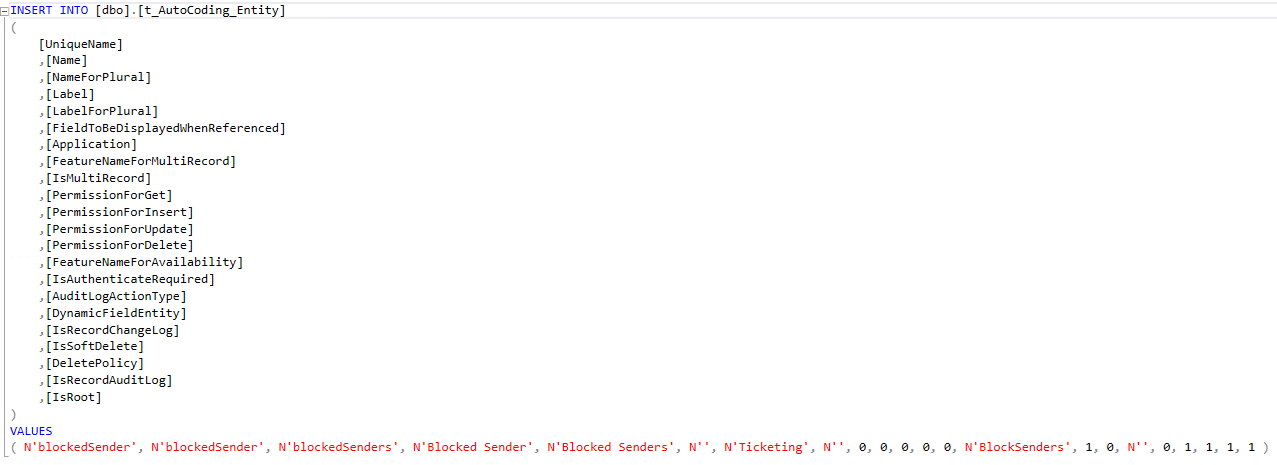 INSERT INTO [dbo].[t_AutoCoding_Entity]
(
[UniqueName]
,[Name]
,[NameForPlural]
,[Label]
,[LabelForPlural]
,[FieldToBeDisplayedWhenReferenced]
,[Application]
,[FeatureNameForMultiRecord]
,[IsMultiRecord]
,[PermissionForGet]
,[PermissionForInsert]
,[PermissionForUpdate]
,[PermissionForDelete]
,[FeatureNameForAvailability]
,[IsAuthenticateRequired]
,[AuditLogActionType]
,[DynamicFieldEntity]
,[IsRecordChangeLog]
,[IsSoftDelete]
,[DeletePolicy]
,[IsRecordAuditLog]
,[IsRoot]
)
VALUES
( N'blockedSender', N'blockedSender', N'blockedSenders', N'Blocked Sender', N'Blocked Senders', N'', N'Ticketing', N'', 0, 0, 0, 0, 0, N'BlockSenders', 1, 0, N'', 0, 1, 1, 1, 1 )